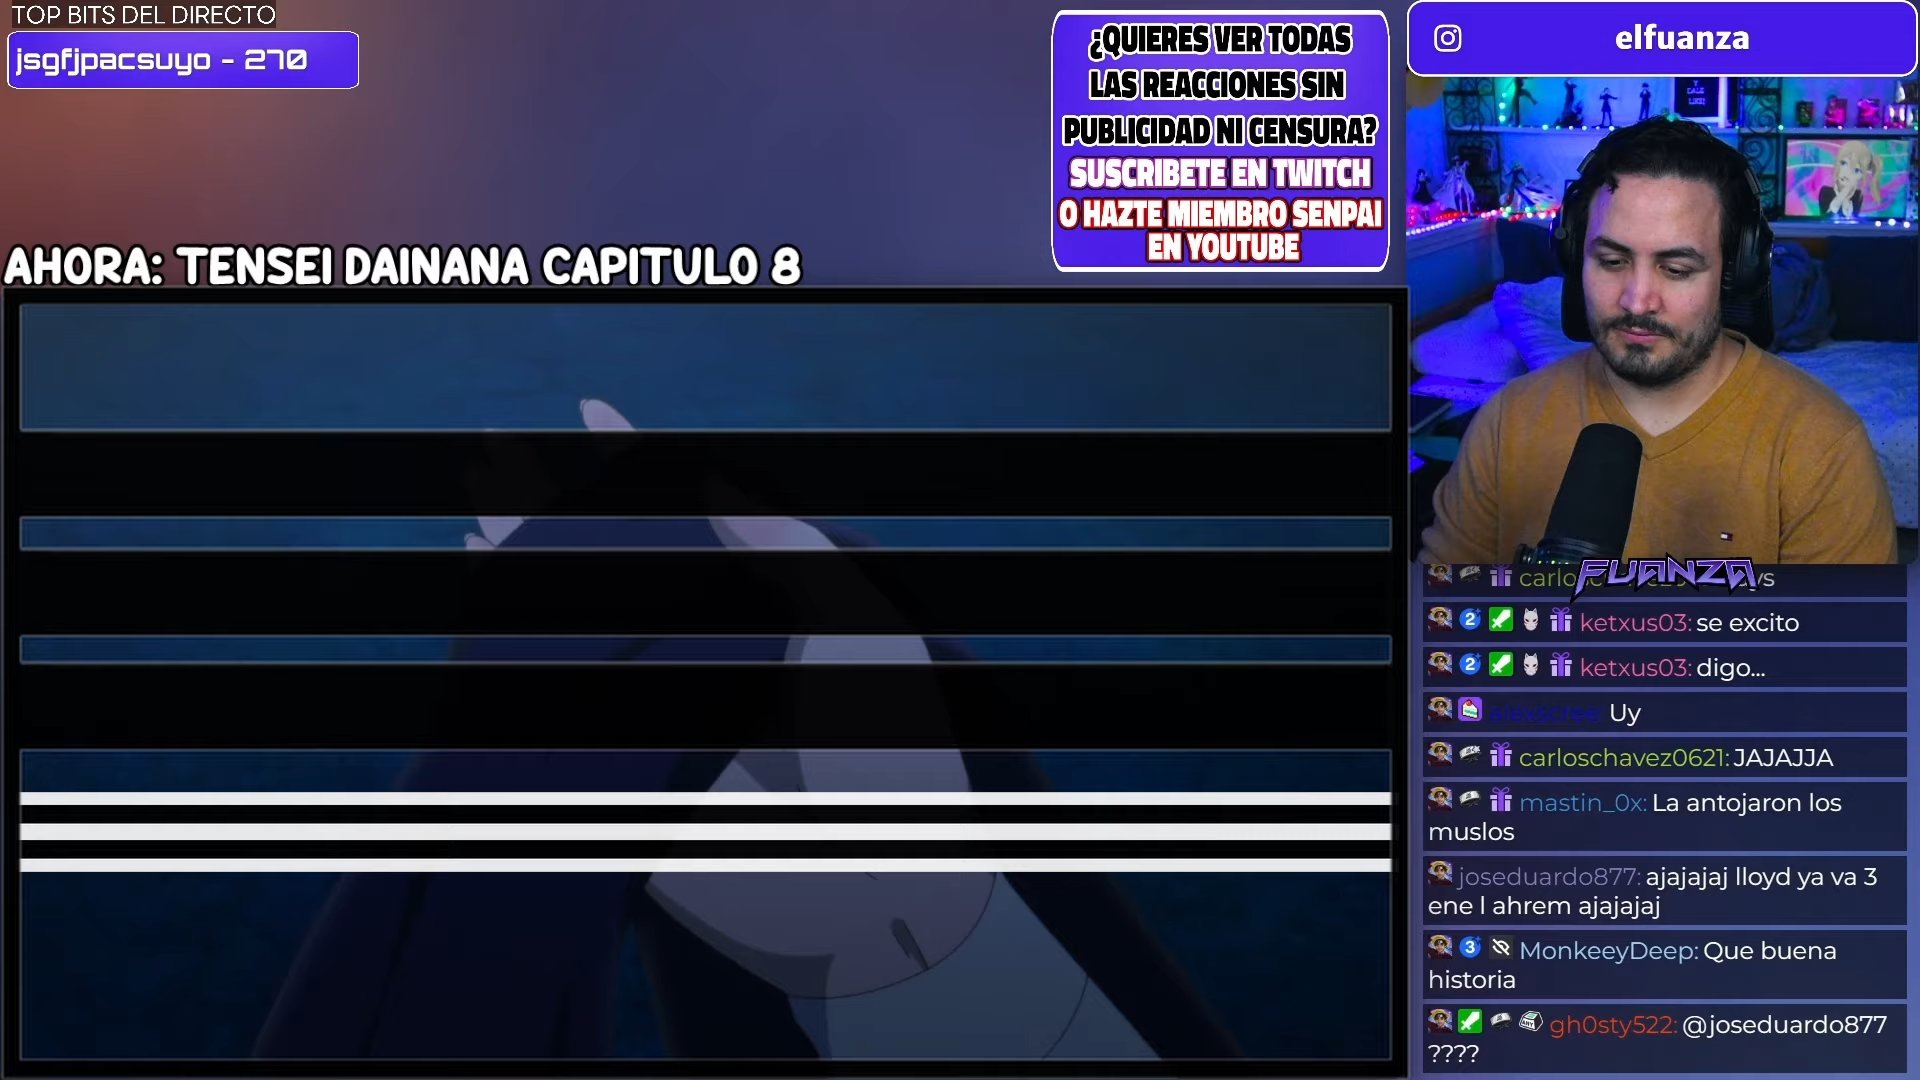 TOP BITS DEL DIRECTO
jsgfjpacsuyo - 270
¿QUIERES VER TODAS
LAS REACCIONES SIN
PUBLICIDAD NI CENSURA?
SUSCRIBETE EN TWITCH
O HAZTE MIEMBRO SENPAI
EN YOUTUBE
elfuanza
AHORA: TENSEI DAINANA CAPITULO 8
FUANZA
ketxus03: se excito
ketxus03: digo...
Uy
carloschavez0621: JAJAJJA
mastin_0x: La antojaron los
muslos
joseduardo877: ajajajaj lloyd ya va 3
ene l ahrem ajajajaj
MonkeeyDeep: Que buena
historia
gh0sty522: @joseduardo877
????